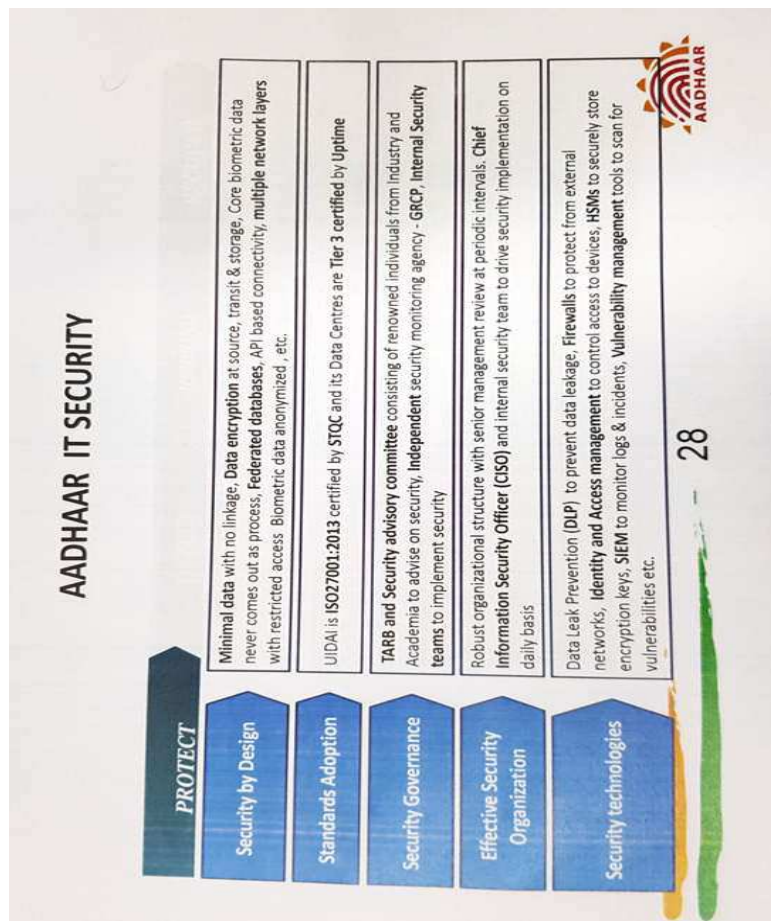 AADHAAR IT SECURITY
PROTECT
Security by Design
Minimal data with no linkage, Data encryption at source, transit & storage, Core biometric data
never comes out as process, Federated databases, API based connectivity, multiple network layers
with restricted access Biometric data anonymized , etc.
Standards Adoption
UIDAI is ISO27001:2013 certified by STQC and its Data Centres are Tier 3 certified by Uptime
Security Governance
TARB and Security advisory committee consisting of renowned individuals from Industry and
Academia to advise on security, Independent security monitoring agency - GRCP, Internal Security
teams to implement security
Effective Security
Organization
Robust organizational structure with senior management review at periodic intervals. Chief
Information Security Officer (CISO) and internal security team to drive security implementation on
daily basis
Security technologies
Data Leak Prevention (DLP) to prevent data leakage, Firewalls to protect from external
networks, Identity and Access management to control access to devices, HSMs to securely store
encryption keys, SIEM to monitor logs & incidents, Vulnerability management tools to scan for
vulnerabilities etc.
28
AADHAAR